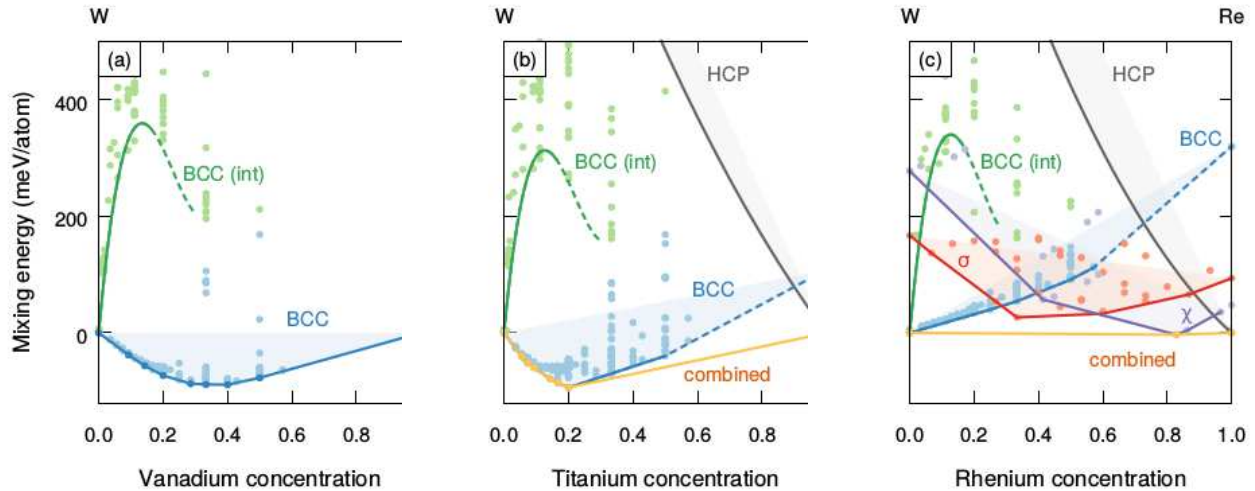 W
W
W
Re
(a)
(b)
(c)
Mixing energy (meV/atom)
400
200
0
BCC (int)
BCC
HCP
BCC (int)
BCC
combined
HCP
BCC
BCC (int)
σ
χ
combined
0.0 0.2 0.4 0.6 0.8
0.0 0.2 0.4 0.6 0.8
0.0 0.2 0.4 0.6 0.8 1.0
Vanadium concentration
Titanium concentration
Rhenium concentration